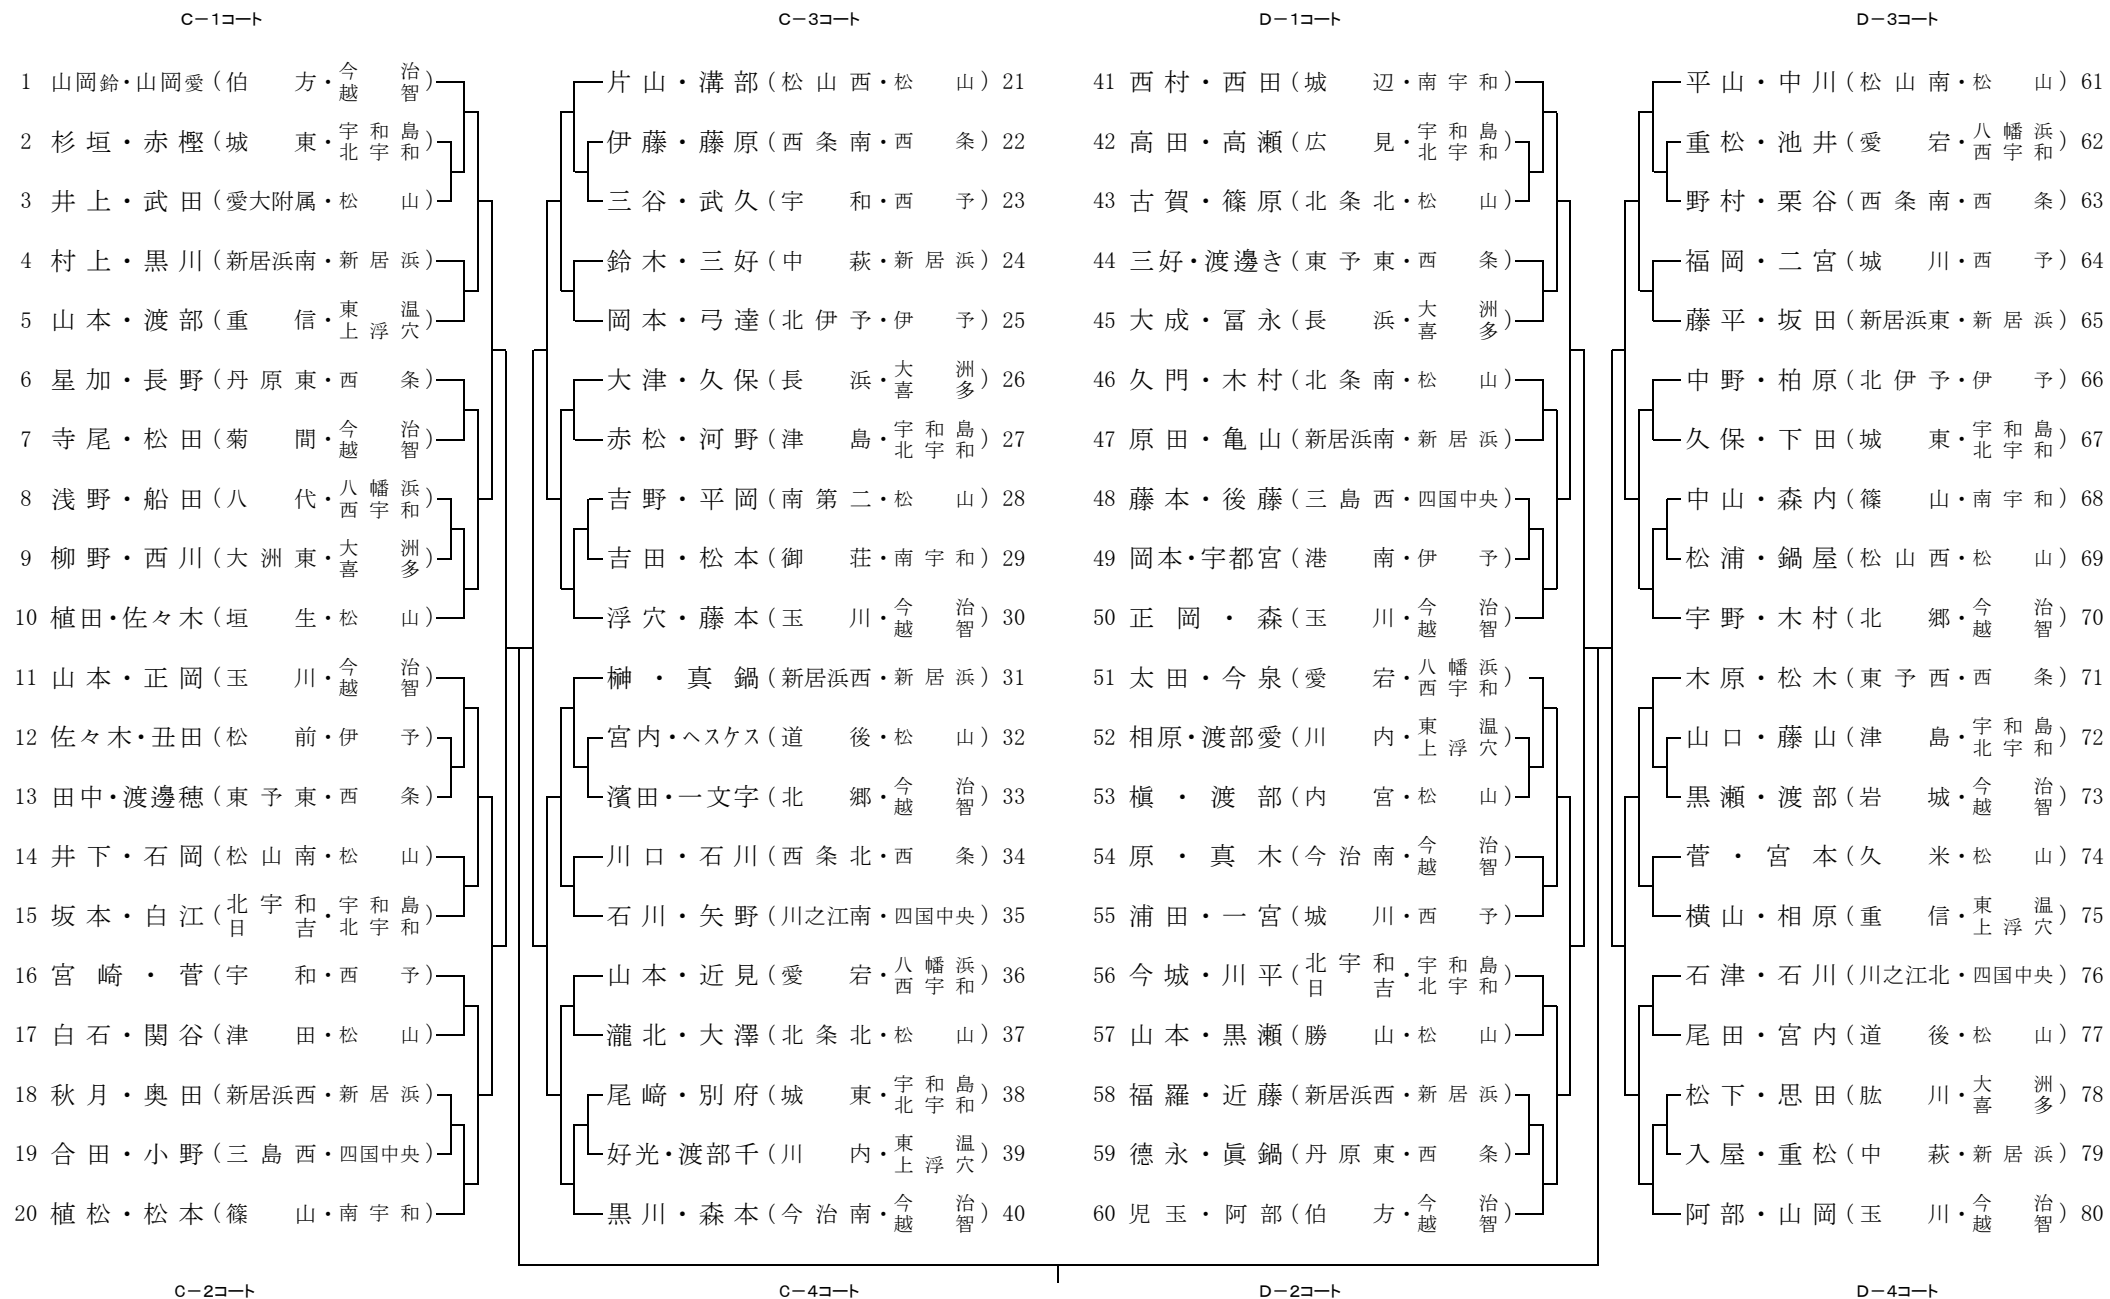 C－1コート
1 山岡鈴・山岡愛（伯方・今治越智）
2 杉垣・赤樫（城東・宇和島北宇和）
3 井上・武田（愛大附属・松山）
4 村上・黒川（新居浜南・新居浜）
5 山本・渡部（重信・東温上浮穴）
6 星加・長野（丹原東・西条）
7 寺尾・松田（菊間・今治越智）
8 浅野・船田（八代・八幡浜西宇和）
9 柳野・西川（大洲東・大洲喜多）
10 植田・佐々木（垣生・松山）
11 山本・正岡（玉川・今治越智）
12 佐々木・丑田（松前・伊予）
13 田中・渡邊穂（東予東・西条）
14 井下・石岡（松山南・松山）
15 坂本・白江（北宇和日吉・宇和島北宇和）
16 宮崎・菅（宇和・西予）
17 白石・関谷（津田・松山）
18 秋月・奥田（新居浜西・新居浜）
19 合田・小野（三島西・四国中央）
20 植松・松本（篠山・南宇和）
C－2コート
C－3コート
片山・溝部（松山西・松山）21
伊藤・藤原（西条南・西条）22
三谷・武久（宇和・西予）23
鈴木・三好（中萩・新居浜）24
岡本・弓達（北伊予・伊予）25
大津・久保（長浜・大洲喜多）26
赤松・河野（津島・宇和島北宇和）27
吉野・平岡（南第二・松山）28
吉田・松本（御荘・南宇和）29
浮穴・藤本（玉川・今治越智）30
榊・真鍋（新居浜西・新居浜）31
宮内・ヘスケス（道後・松山）32
濱田・一文字（北郷・今治越智）33
川口・石川（西条北・西条）34
石川・矢野（川之江南・四国中央）35
山本・近見（愛宕・八幡浜西宇和）36
瀧北・大澤（北条北・松山）37
尾﨑・別府（城東・宇和島北宇和）38
好光・渡部千（川内・東温上浮穴）39
黒川・森本（今治南・今治越智）40
C－4コート
D－1コート
41 西村・西田（城辺・南宇和）
42 高田・高瀬（広見・宇和島北宇和）
43 古賀・篠原（北条北・松山）
44 三好・渡邊き（東予東・西条）
45 大成・冨永（長浜・大洲喜多）
46 久門・木村（北条南・松山）
47 原田・亀山（新居浜南・新居浜）
48 藤本・後藤（三島西・四国中央）
49 岡本・宇都宮（港南・伊予）
50 正岡・森（玉川・今治越智）
51 太田・今泉（愛宕・八幡浜西宇和）
52 相原・渡部愛（川内・東温上浮穴）
53 槇・渡部（内宮・松山）
54 原・真木（今治南・今治越智）
55 浦田・一宮（城川・西予）
56 今城・川平（北宇和日吉・宇和島北宇和）
57 山本・黒瀬（勝山・松山）
58 福羅・近藤（新居浜西・新居浜）
59 徳永・眞鍋（丹原東・西条）
60 児玉・阿部（伯方・今治越智）
D－2コート
D－3コート
平山・中川（松山南・松山）61
重松・池井（愛宕・八幡浜西宇和）62
野村・栗谷（西条南・西条）63
福岡・二宮（城川・西予）64
藤平・坂田（新居浜東・新居浜）65
中野・柏原（北伊予・伊予）66
久保・下田（城東・宇和島北宇和）67
中山・森内（篠山・南宇和）68
松浦・鍋屋（松山西・松山）69
宇野・木村（北郷・今治越智）70
木原・松木（東予西・西条）71
山口・藤山（津島・宇和島北宇和）72
黒瀬・渡部（岩城・今治越智）73
菅・宮本（久米・松山）74
横山・相原（重信・東温上浮穴）75
石津・石川（川之江北・四国中央）76
尾田・宮内（道後・松山）77
松下・思田（肱川・大洲喜多）78
入屋・重松（中萩・新居浜）79
阿部・山岡（玉川・今治越智）80
D－4コート